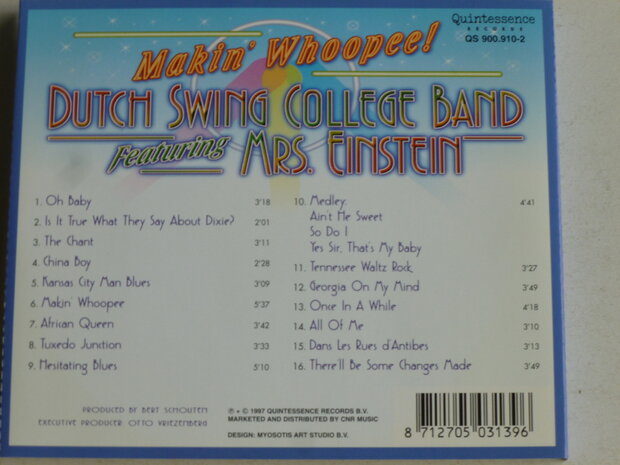 Quintessence
RECORDS
QS 900.910-2
Makin' Whoopee!
Dutch Swing College Band
Featuring Mrs. Einstein
1. Oh Baby 3'18
2. Is It True What They Say About Dixie? 2'01
3. The Chant 3'11
4. China Boy 2'28
5. Kansas City Man Blues 3'09
6. Makin' Whoopee 5'37
7. African Queen 3'42
8. Tuxedo Junction 3'33
9. Hesitating Blues 5'10
10. Medley: 4'41
Ain't He Sweet
So Do I
Yes Sir, That's My Baby
11. Tennessee Waltz Rock 3'27
12. Georgia On My Mind 3'49
13. Once In A While 4'18
14. All Of Me 3'10
15. Dans Les Rues d'Antibes 3'13
16. There'll Be Some Changes Made 3'49
PRODUCED BY BERT SCHOUTEN
EXECUTIVE PRODUCER: OTTO VRIEZENBERG
℗ + © 1997 QUINTESSENCE RECORDS B.V.
MARKETED AND DISTRIBUTED BY CNR MUSIC
DESIGN: MYOSOTIS ART STUDIO B.V.
8 712705 031396